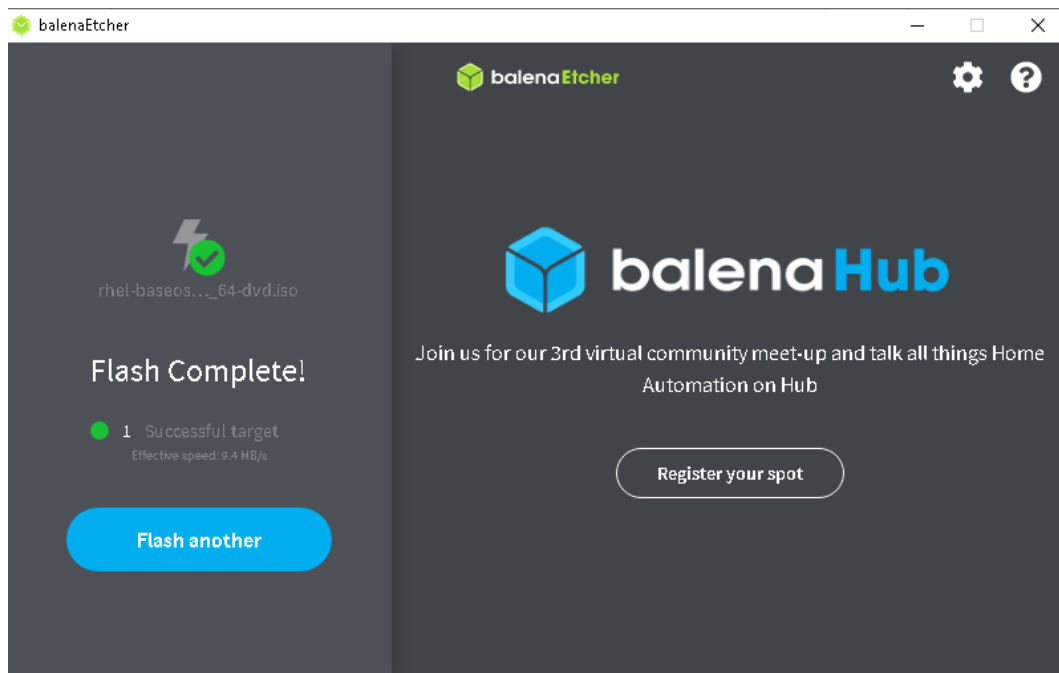 balenaEtcher
balenaEtcher
rhel-baseos..._64-dvd.iso
Flash Complete!
1 Successful target
Effective speed: 9.4 MB/s
Flash another
balenaHub
Join us for our 3rd virtual community meet-up and talk all things Home
Automation on Hub
Register your spot